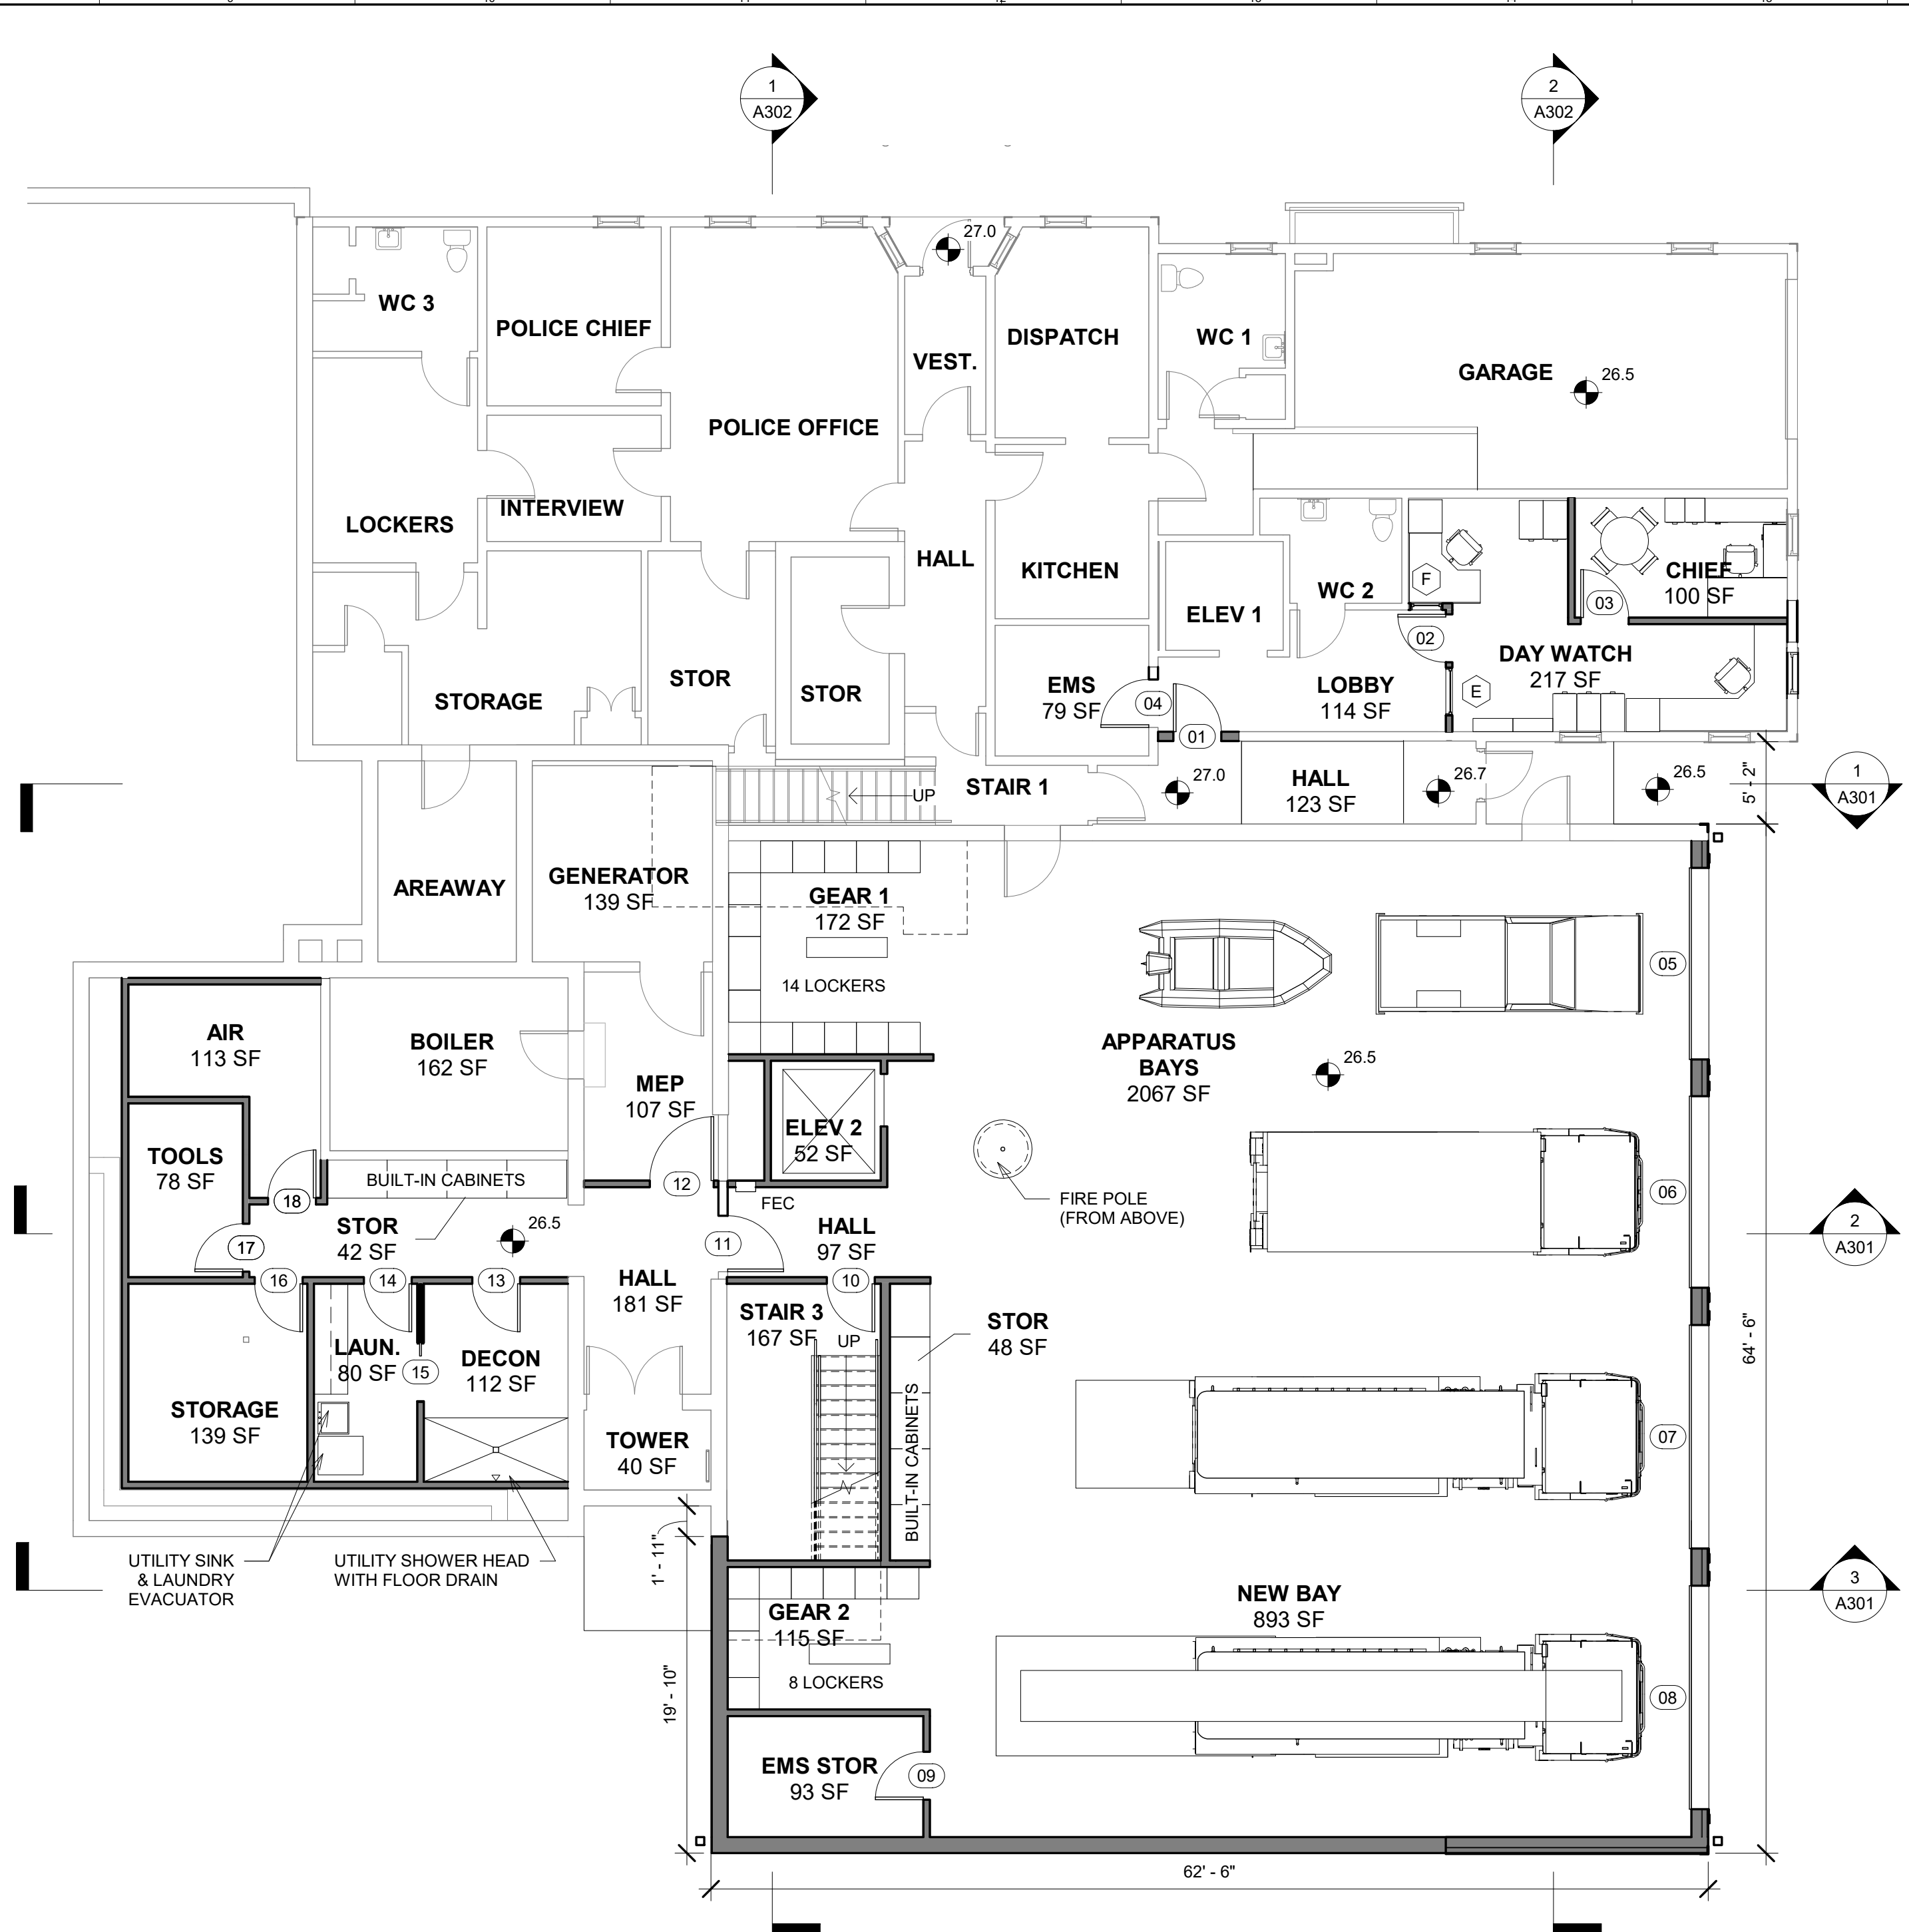 1
A302
2
A302
27.0
WC 3
POLICE CHIEF
DISPATCH
WC 1
VEST.
GARAGE
26.5
POLICE OFFICE
INTERVIEW
LOCKERS
HALL
KITCHEN
WC 2
F
CHIEF
100 SF
03
ELEV 1
02
DAY WATCH
217 SF
STOR
STOR
STORAGE
EMS
79 SF
04
LOBBY
114 SF
E
01
STAIR 1
UP
27.0
HALL
123 SF
26.7
26.5
5' - 2"
1
A301
AREAWAY
GENERATOR
139 SF
GEAR 1
172 SF
14 LOCKERS
05
AIR
113 SF
BOILER
162 SF
MEP
107 SF
APPARATUS
BAYS
2067 SF
26.5
ELEV 2
52 SF
TOOLS
78 SF
BUILT-IN CABINETS
18
12
FEC
FIRE POLE
(FROM ABOVE)
06
STOR
42 SF
26.5
17
11
HALL
97 SF
2
A301
16
14
13
HALL
181 SF
10
STAIR 3
167 SF
UP
STOR
48 SF
64' - 6"
LAUN.
80 SF
15
DECON
112 SF
STORAGE
139 SF
TOWER
40 SF
BUILT-IN CABINETS
07
UTILITY SINK
& LAUNDRY
EVACUATOR
UTILITY SHOWER HEAD
WITH FLOOR DRAIN
1' - 11"
NEW BAY
893 SF
3
A301
GEAR 2
115 SF
8 LOCKERS
19' - 10"
08
EMS STOR
93 SF
09
62' - 6"